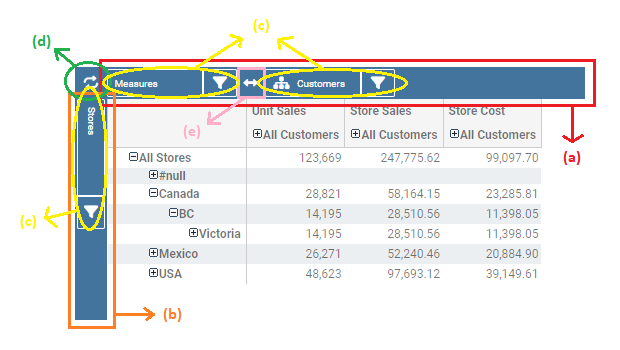 (c)
(d)
Measures Customers
Stores
(e)
(a)
Unit Sales Store Sales Store Cost
All Customers All Customers All Customers
All Stores 123,669 247,775.62 99,097.70
#null
Canada 28,821 58,164.15 23,285.81
BC 14,195 28,510.56 11,398.05
(c)
Victoria 14,195 28,510.56 11,398.05
Mexico 26,271 52,240.46 20,884.90
USA 48,623 97,693.12 39,149.61
(b)